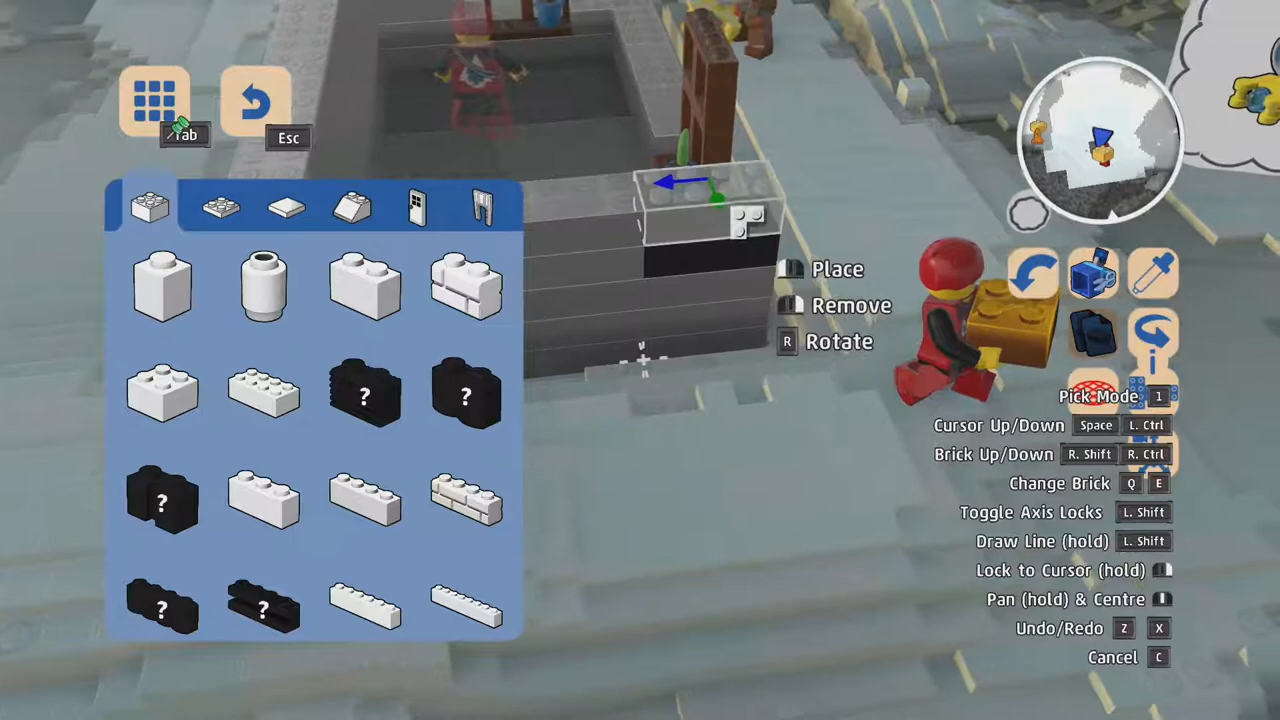 Tab
Esc
Place
Remove
R Rotate
Pick Mode 1
Cursor Up/Down Space L. Ctrl
Brick Up/Down R. Shift R. Ctrl
Change Brick Q E
Toggle Axis Locks L. Shift
Draw Line (hold) L. Shift
Lock to Cursor (hold)
Pan (hold) & Centre
Undo/Redo Z X
Cancel C
? ?
?
? ?